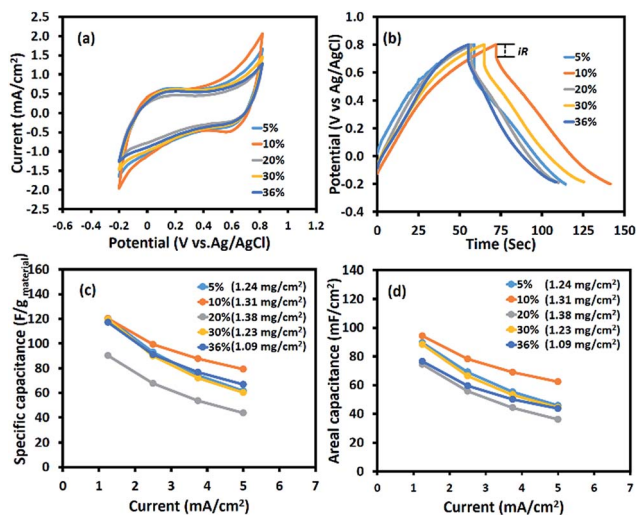 (a)
Current (mA/cm²)
2.5
2.0
1.5
1.0
0.5
0.0
-0.5
-1.0
-1.5
-2.0
-2.5
5%
10%
20%
30%
36%
-0.6 -0.4 -0.2 0 0.2 0.4 0.6 0.8 1 1.2
Potential (V vs.Ag/AgCl)
(b)
Potential (V vs Ag/AgCl)
1.0
0.8
0.6
0.4
0.2
0.0
-0.2
-0.4
iR
5%
10%
20%
30%
36%
0 25 50 75 100 125 150
Time (Sec)
(c)
Specific capacitance (F/gmaterial)
160
140
120
100
80
60
40
20
0
5% (1.24 mg/cm²)
10%(1.31 mg/cm²)
20%(1.38 mg/cm²)
30%(1.23 mg/cm²)
36%(1.09 mg/cm²)
0 1 2 3 4 5 6 7
Current (mA/cm²)
(d)
Areal capacitance (mF/cm²)
140
120
100
80
60
40
20
0
5% (1.24 mg/cm²)
10% (1.31 mg/cm²)
20% (1.38 mg/cm²)
30% (1.23 mg/cm²)
36% (1.09 mg/cm²)
0 1 2 3 4 5 6 7
Current (mA/cm²)